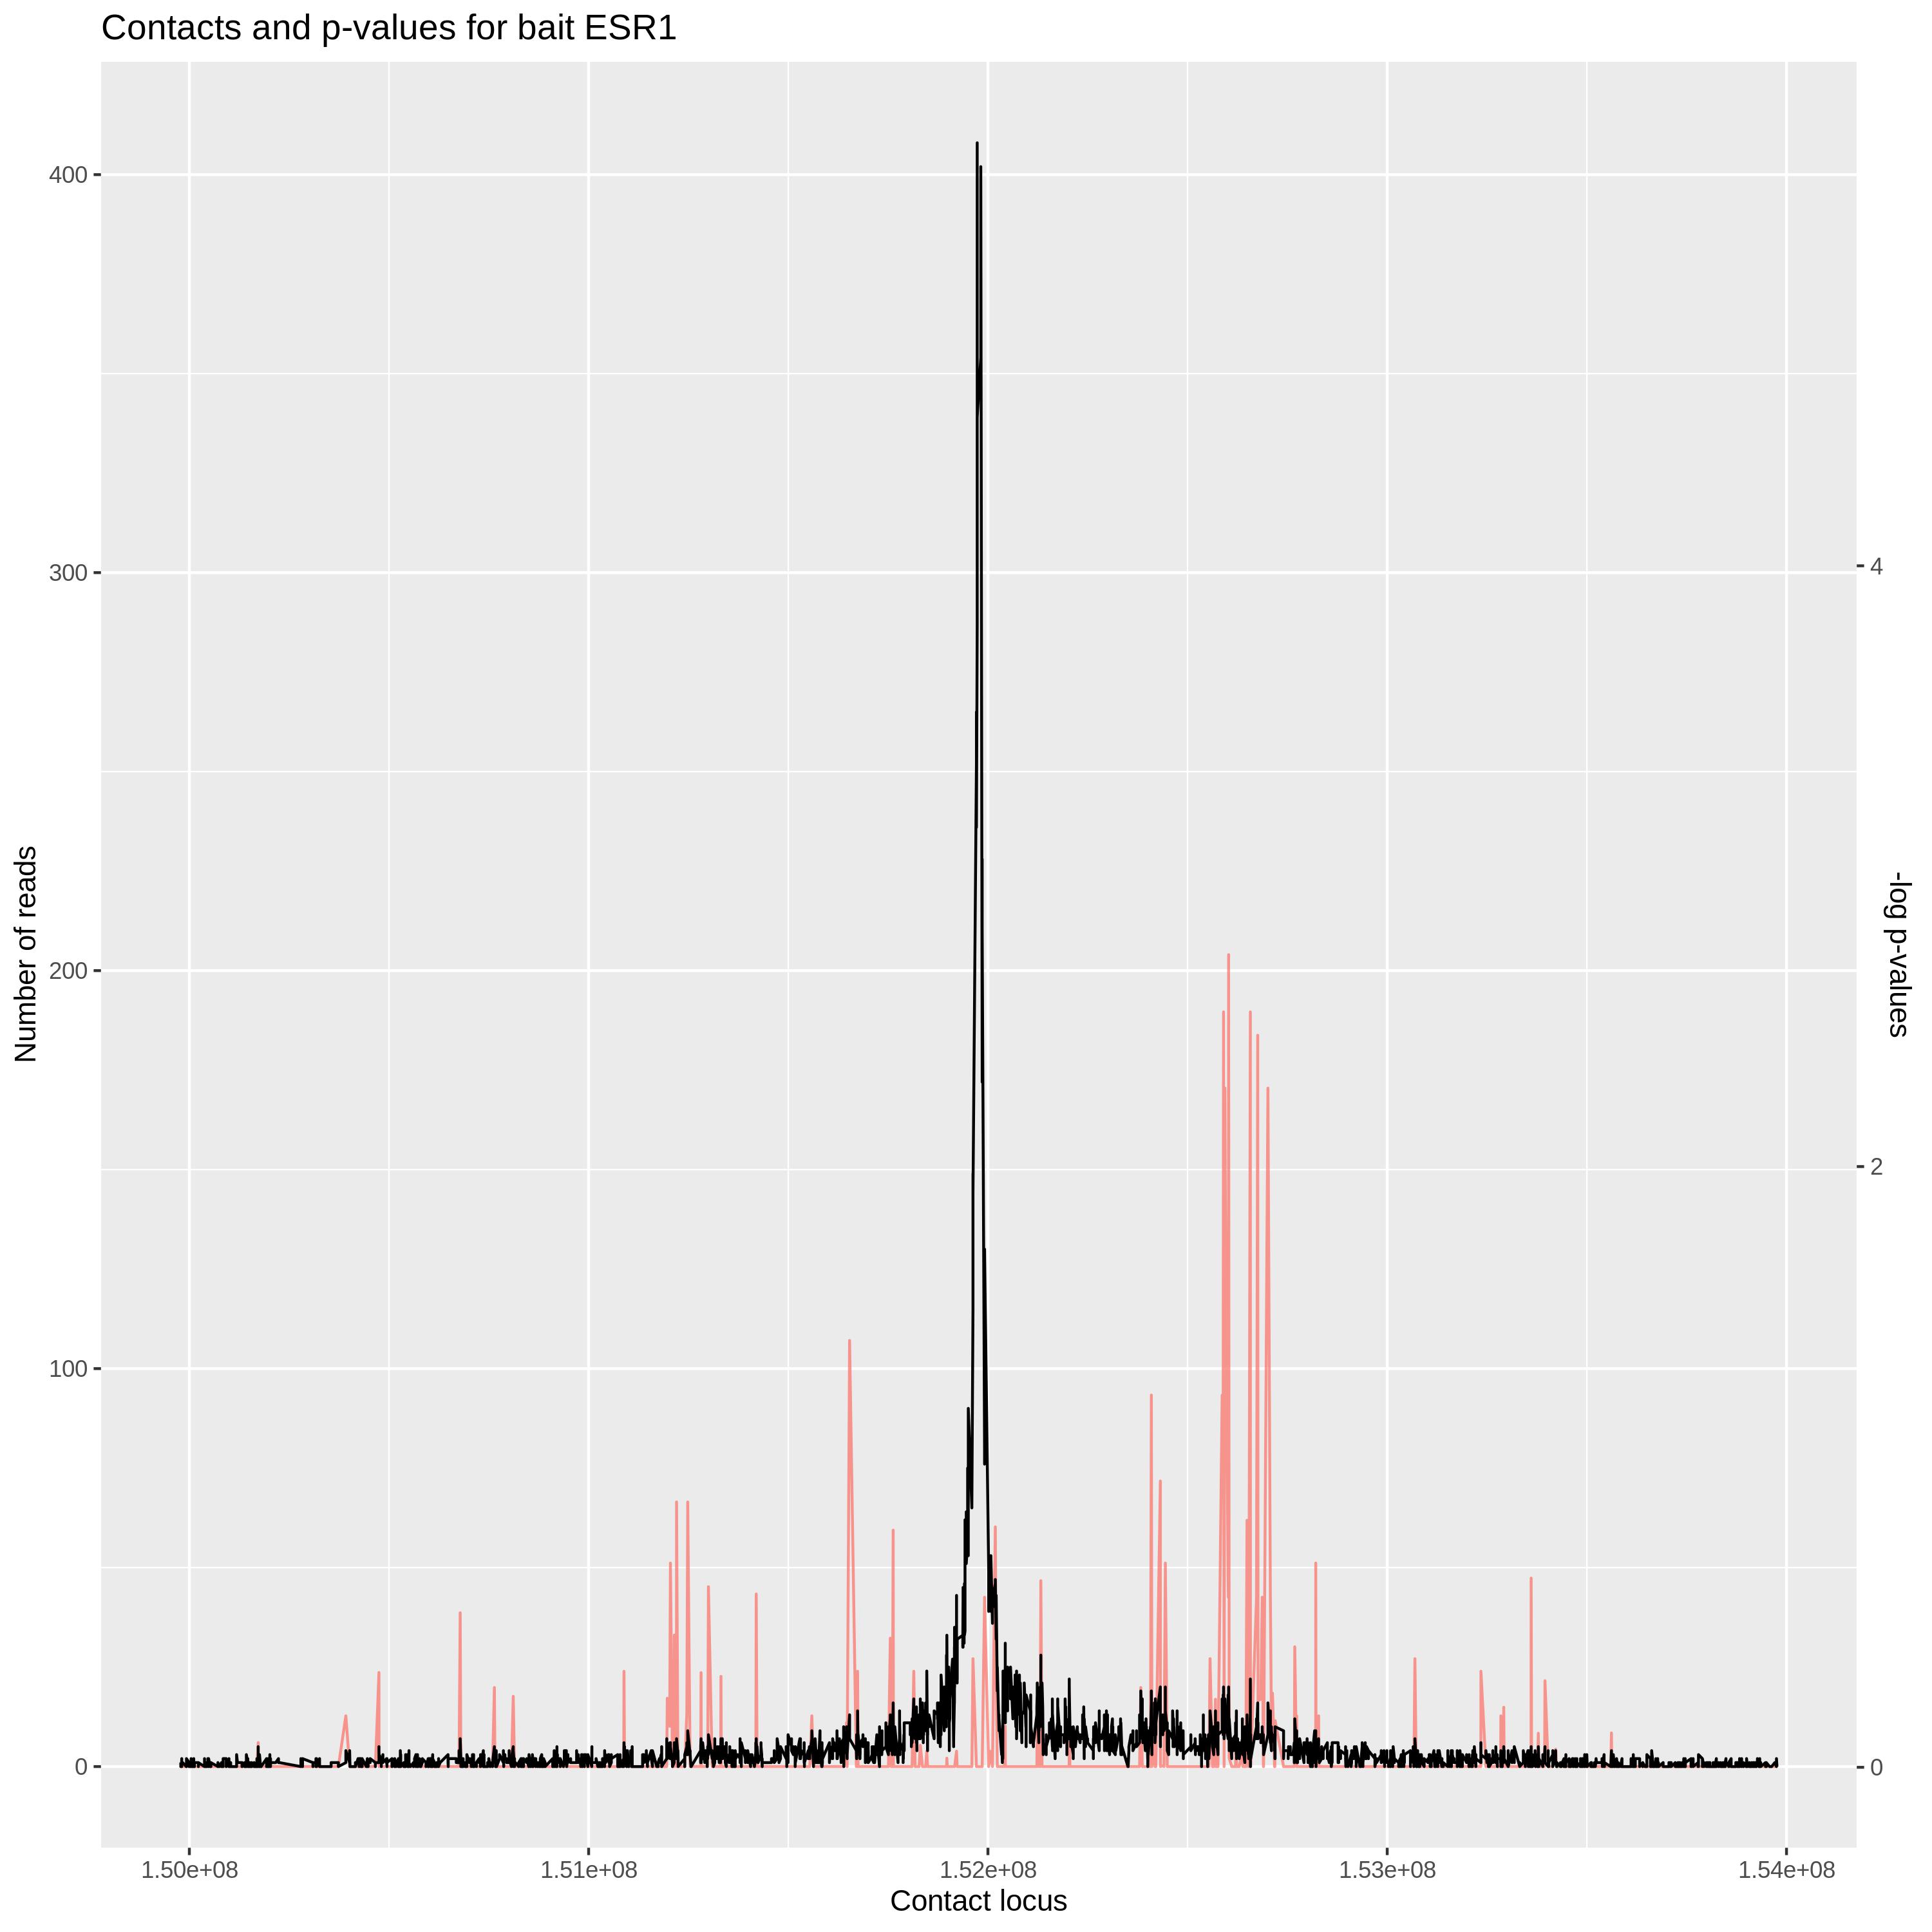 Contacts and p-values for bait ESR1
400
300
200
100
0
Number of reads
4
2
0
-log p-values
1.50e+08
1.51e+08
1.52e+08
1.53e+08
1.54e+08
Contact locus